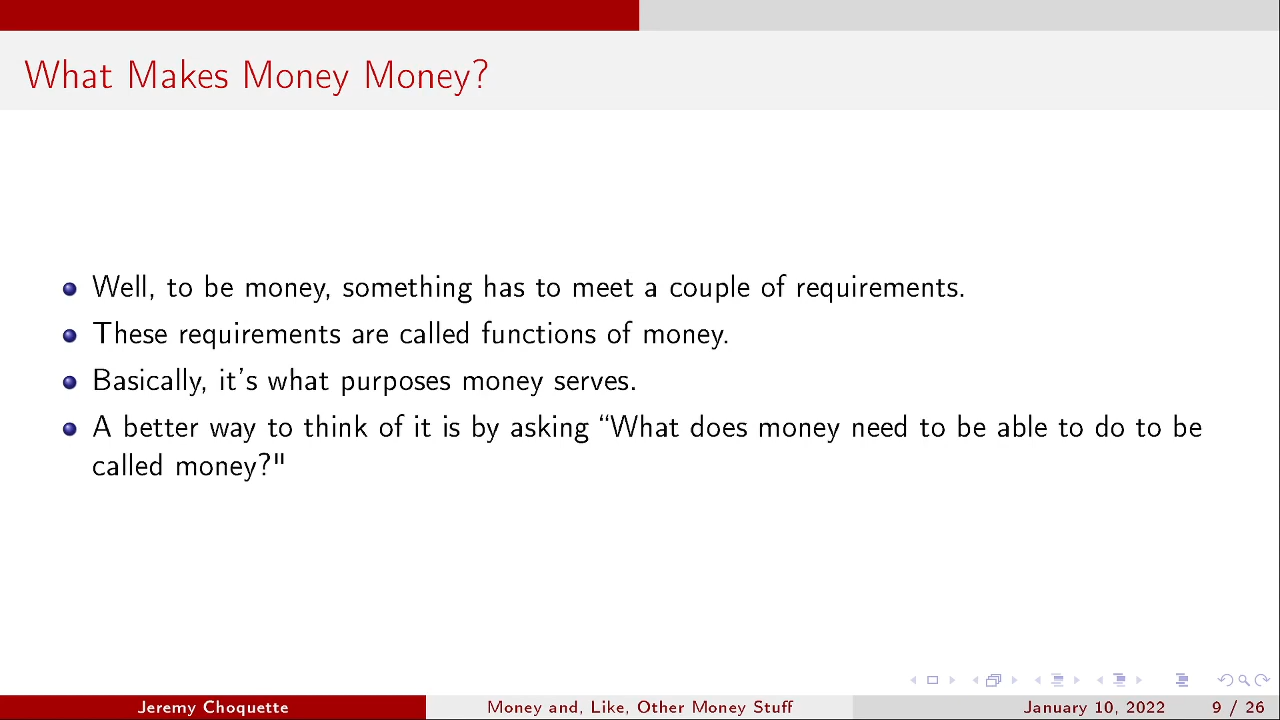 What Makes Money Money?
Well, to be money, something has to meet a couple of requirements.
These requirements are called functions of money.
Basically, it's what purposes money serves.
A better way to think of it is by asking “What does money need to be able to do to be
called money?"
Jeremy Choquette
Money and, Like, Other Money Stuff
January 10, 2022
9 / 26